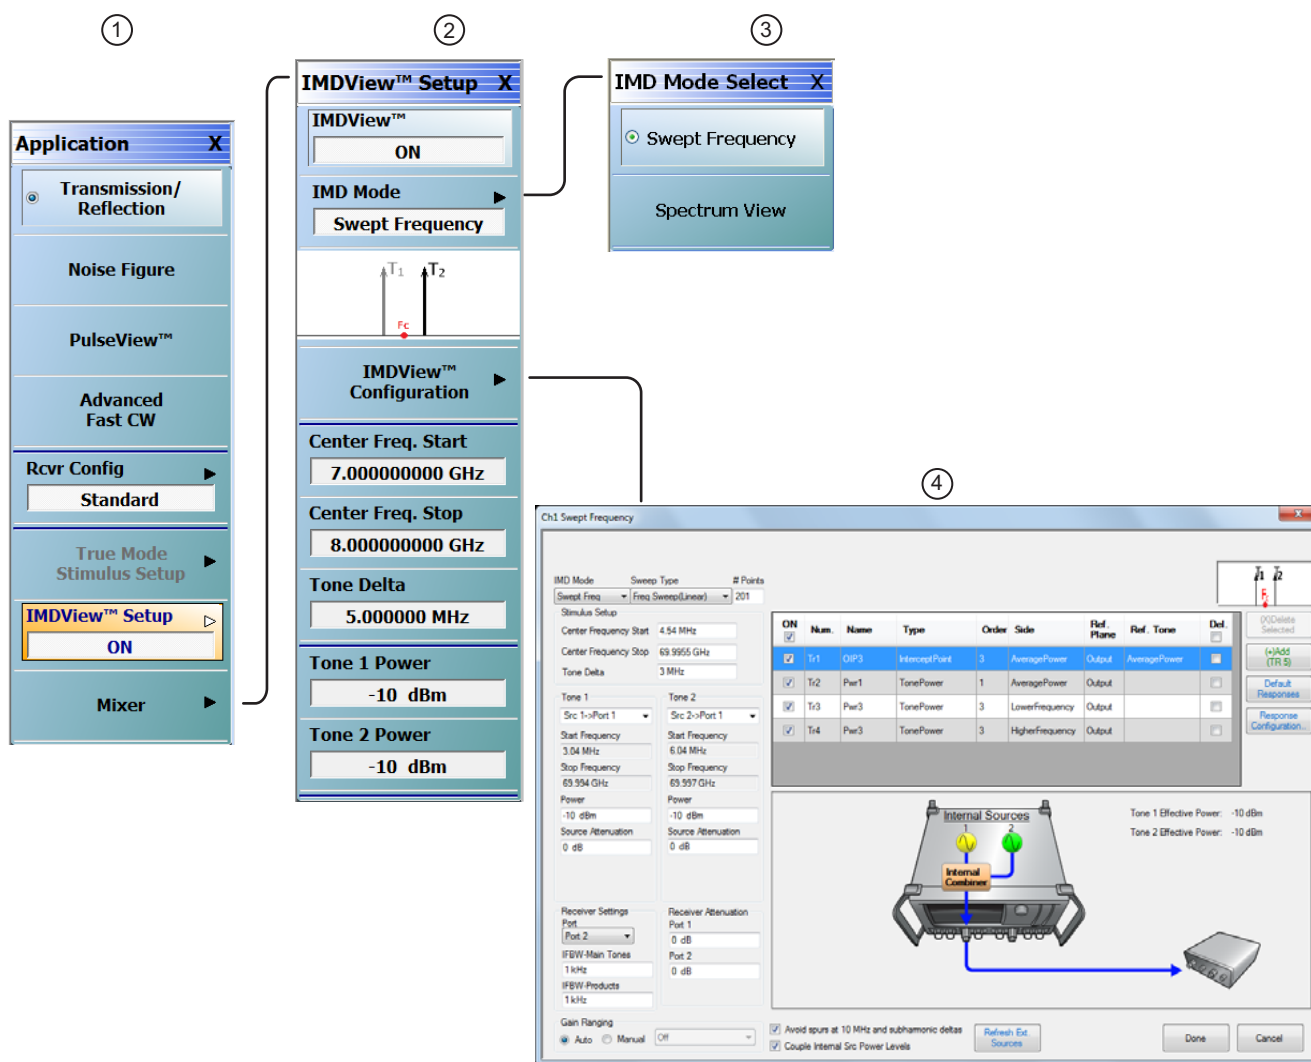 1
2
3
Application X
Transmission/
Reflection
Noise Figure
PulseView™
Advanced
Fast CW
Rcvr Config
Standard
True Mode
Stimulus Setup
IMDView™ Setup
ON
Mixer
IMDView™ Setup X
IMDView™
ON
IMD Mode
Swept Frequency
T1 T2
Fc
IMDView™
Configuration
Center Freq. Start
7.000000000 GHz
Center Freq. Stop
8.000000000 GHz
Tone Delta
5.000000 MHz
Tone 1 Power
-10 dBm
Tone 2 Power
-10 dBm
IMD Mode Select X
Swept Frequency
Spectrum View
4
Ch1 Swept Frequency
IMD Mode Sweep Type # Points
Swept Freq Freq Sweep(Linear) 201
Stimulus Setup
Center Frequency Start 4.54 MHz
Center Frequency Stop 69.9955 GHz
Tone Delta 3 MHz
Tone 1 Tone 2
Src 1->Port 1 Src 2->Port 1
Start Frequency Start Frequency
3.04 MHz 6.04 MHz
Stop Frequency Stop Frequency
69.994 GHz 69.997 GHz
Power Power
-10 dBm -10 dBm
Source Attenuation Source Attenuation
0 dB 0 dB
Receiver Settings Receiver Attenuation
Port Port 1
Port 2 0 dB
IFBW-Main Tones Port 2
1 kHz 0 dB
IFBW-Products
1 kHz
Gain Ranging
Auto Manual Off
T1 T2
Fc
ON Num. Name Type Order Side Ref. Plane Ref. Tone Del.
Tr1 OIP3 InterceptPoint 3 AveragePower Output AveragePower
Tr2 Pwr1 TonePower 1 AveragePower Output
Tr3 Pwr3 TonePower 3 LowerFrequency Output
Tr4 Pwr3 TonePower 3 HigherFrequency Output
(X)Delete
Selected
(+)Add
(TR 5)
Default
Responses
Response
Configuration...
Internal Sources
1 2
Internal
Combiner
Tone 1 Effective Power: -10 dBm
Tone 2 Effective Power: -10 dBm
Avoid spurs at 10 MHz and subharmonic deltas
Couple Internal Src Power Levels
Refresh Ext.
Sources
Done
Cancel